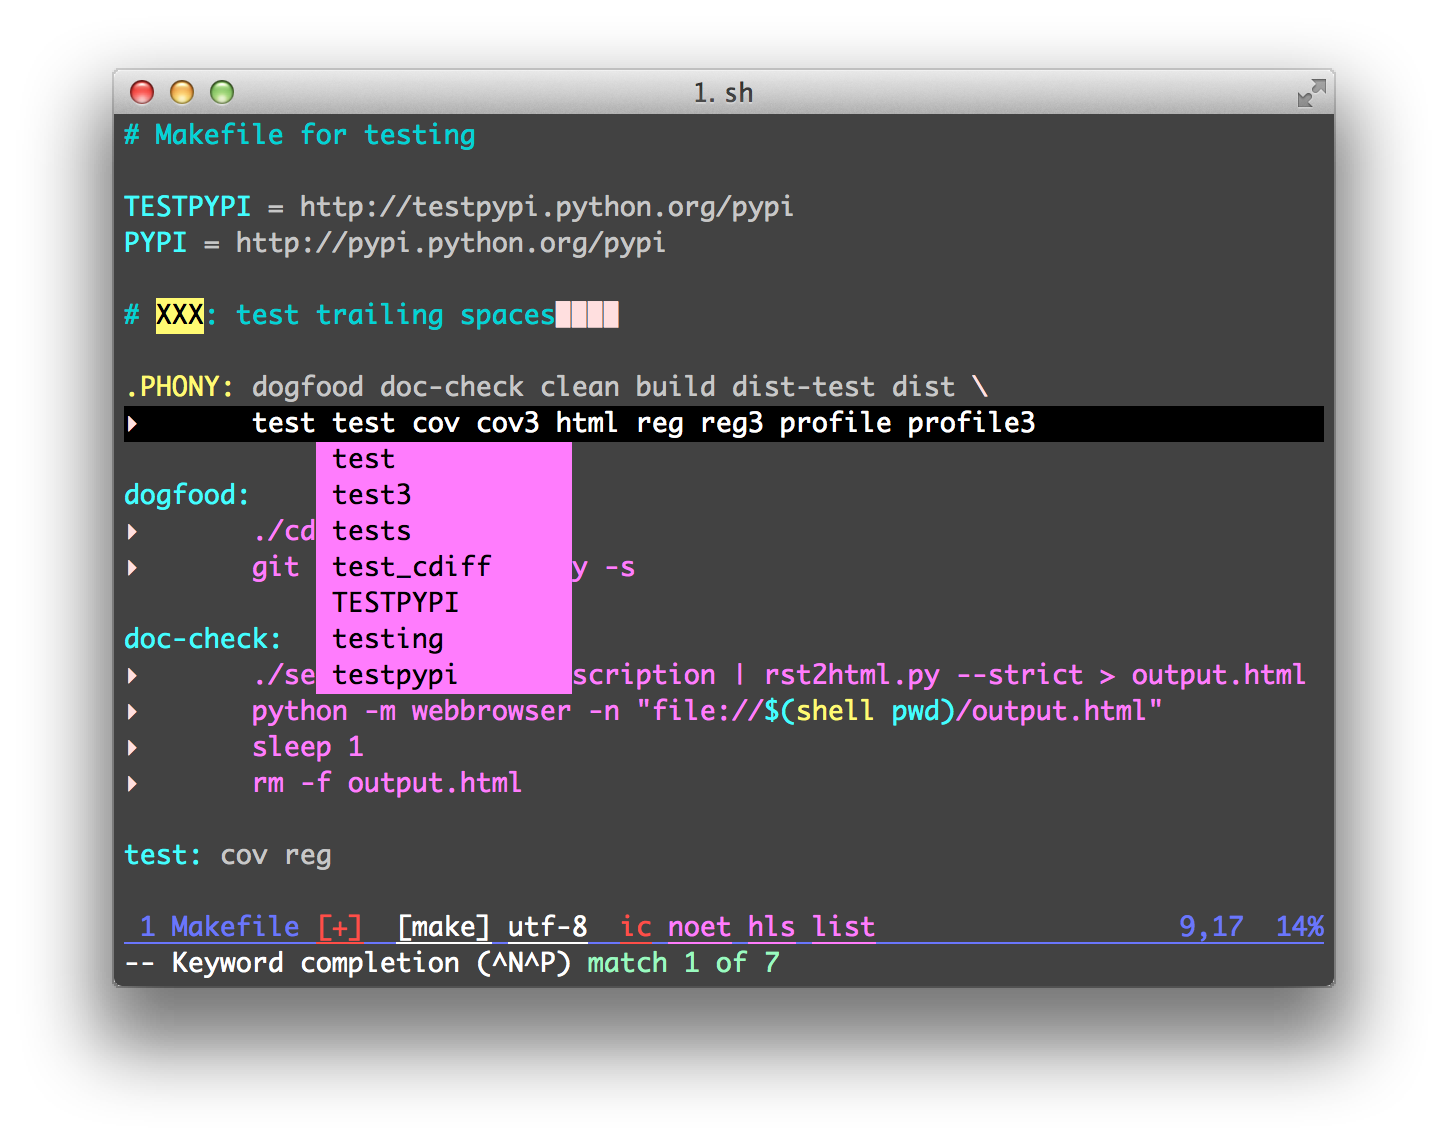 1. sh
# Makefile for testing
TESTPYPI = http://testpypi.python.org/pypi
PYPI = http://pypi.python.org/pypi
# XXX: test trailing spaces
.PHONY: dogfood doc-check clean build dist-test dist \
test test cov cov3 html reg reg3 profile profile3
test
dogfood: test3
./cd tests
git test_cdiff y -s
TESTPYPI
doc-check: testing
./se testpypi scription | rst2html.py --strict > output.html
python -m webbrowser -n "file://$(shell pwd)/output.html"
sleep 1
rm -f output.html
test: cov reg
1 Makefile [+] [make] utf-8 ic noet hls list 9,17 14%
-- Keyword completion (^N^P) match 1 of 7